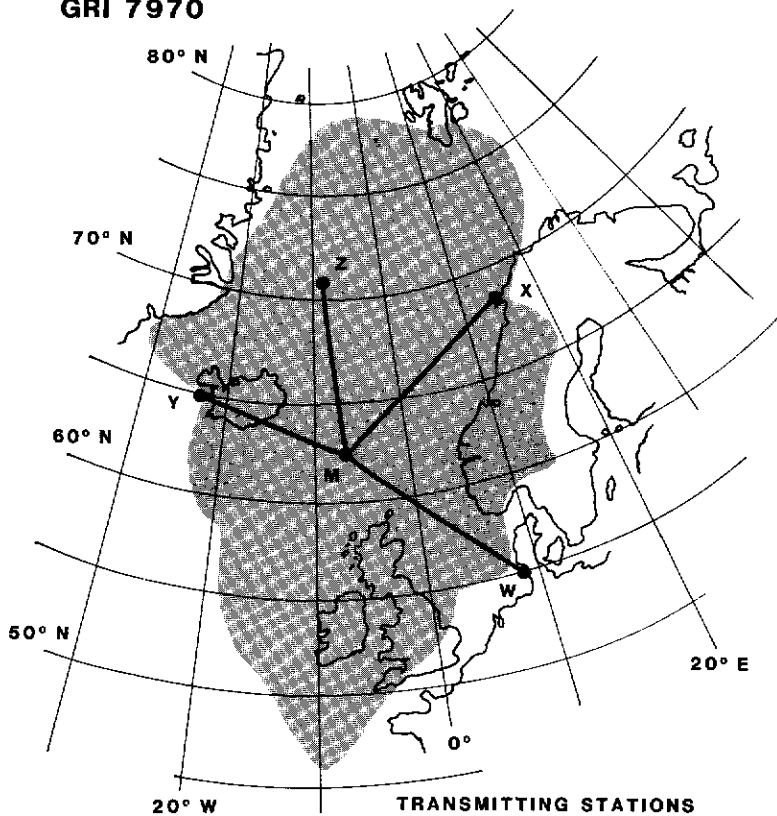 GRI 7970
80° N
70° N
Z
X
Y
60° N
M
W
50° N
20° E
0°
20° W
TRANSMITTING STATIONS